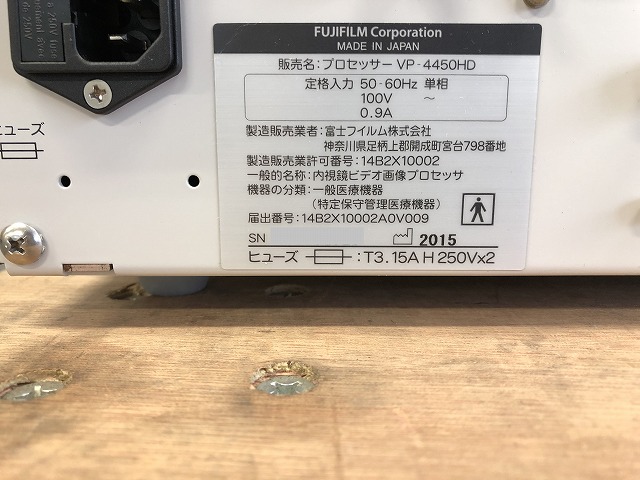 FUJIFILM Corporation
MADE IN JAPAN
販売名：プロセッサー VP-4450HD
定格入力 50-60Hz 単相
100V ～
0.9A
製造販売業者：富士フイルム株式会社
神奈川県足柄上郡開成町宮台798番地
製造販売業許可番号：14B2X10002
一般的名称：内視鏡ビデオ画像プロセッサ
機器の分類：一般医療機器
（特定保守管理医療機器）
届出番号：14B2X10002A0V009
SN
2015
ヒューズ ：T3.15A H 250V×2
ヒューズ